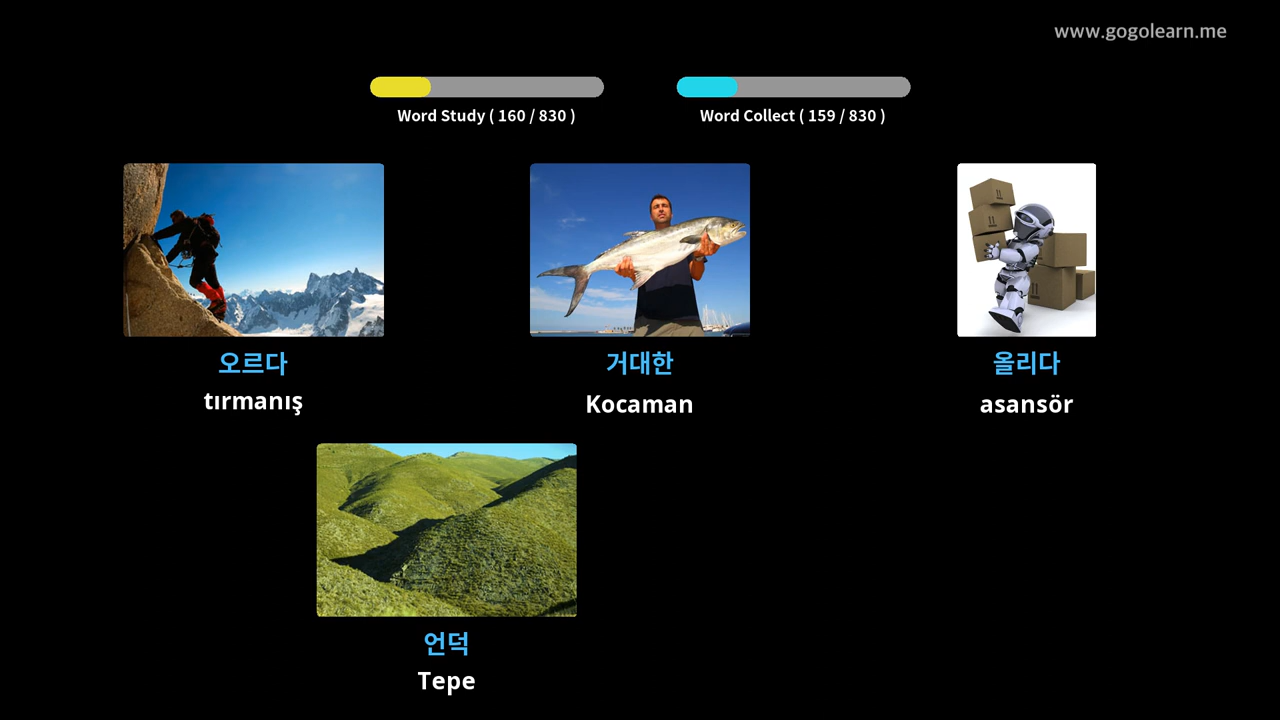 www.gogolearn.me
Word Study ( 160 / 830 )
Word Collect ( 159 / 830 )
오르다
tırmanış
거대한
Kocaman
올리다
asansör
언덕
Tepe